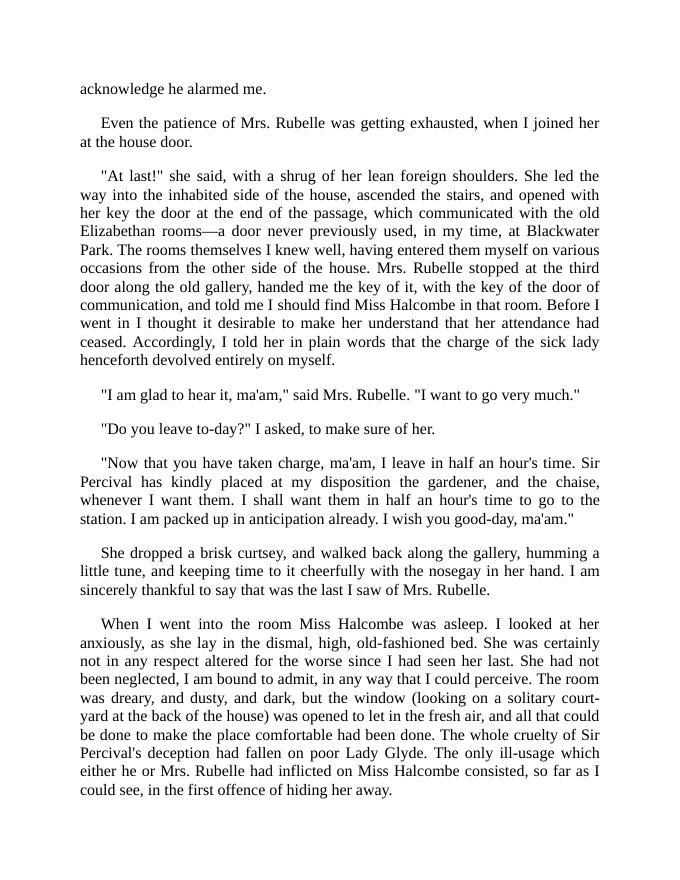 acknowledge he alarmed me.
Even the patience of Mrs. Rubelle was getting exhausted, when I joined her
at the house door.
"At last!" she said, with a shrug of her lean foreign shoulders. She led the
way into the inhabited side of the house, ascended the stairs, and opened with
her key the door at the end of the passage, which communicated with the old
Elizabethan rooms—a door never previously used, in my time, at Blackwater
Park. The rooms themselves I knew well, having entered them myself on various
occasions from the other side of the house. Mrs. Rubelle stopped at the third
door along the old gallery, handed me the key of it, with the key of the door of
communication, and told me I should find Miss Halcombe in that room. Before I
went in I thought it desirable to make her understand that her attendance had
ceased. Accordingly, I told her in plain words that the charge of the sick lady
henceforth devolved entirely on myself.
"I am glad to hear it, ma'am," said Mrs. Rubelle. "I want to go very much."
"Do you leave to-day?" I asked, to make sure of her.
"Now that you have taken charge, ma'am, I leave in half an hour's time. Sir
Percival has kindly placed at my disposition the gardener, and the chaise,
whenever I want them. I shall want them in half an hour's time to go to the
station. I am packed up in anticipation already. I wish you good-day, ma'am."
She dropped a brisk curtsey, and walked back along the gallery, humming a
little tune, and keeping time to it cheerfully with the nosegay in her hand. I am
sincerely thankful to say that was the last I saw of Mrs. Rubelle.
When I went into the room Miss Halcombe was asleep. I looked at her
anxiously, as she lay in the dismal, high, old-fashioned bed. She was certainly
not in any respect altered for the worse since I had seen her last. She had not
been neglected, I am bound to admit, in any way that I could perceive. The room
was dreary, and dusty, and dark, but the window (looking on a solitary court-
yard at the back of the house) was opened to let in the fresh air, and all that could
be done to make the place comfortable had been done. The whole cruelty of Sir
Percival's deception had fallen on poor Lady Glyde. The only ill-usage which
either he or Mrs. Rubelle had inflicted on Miss Halcombe consisted, so far as I
could see, in the first offence of hiding her away.